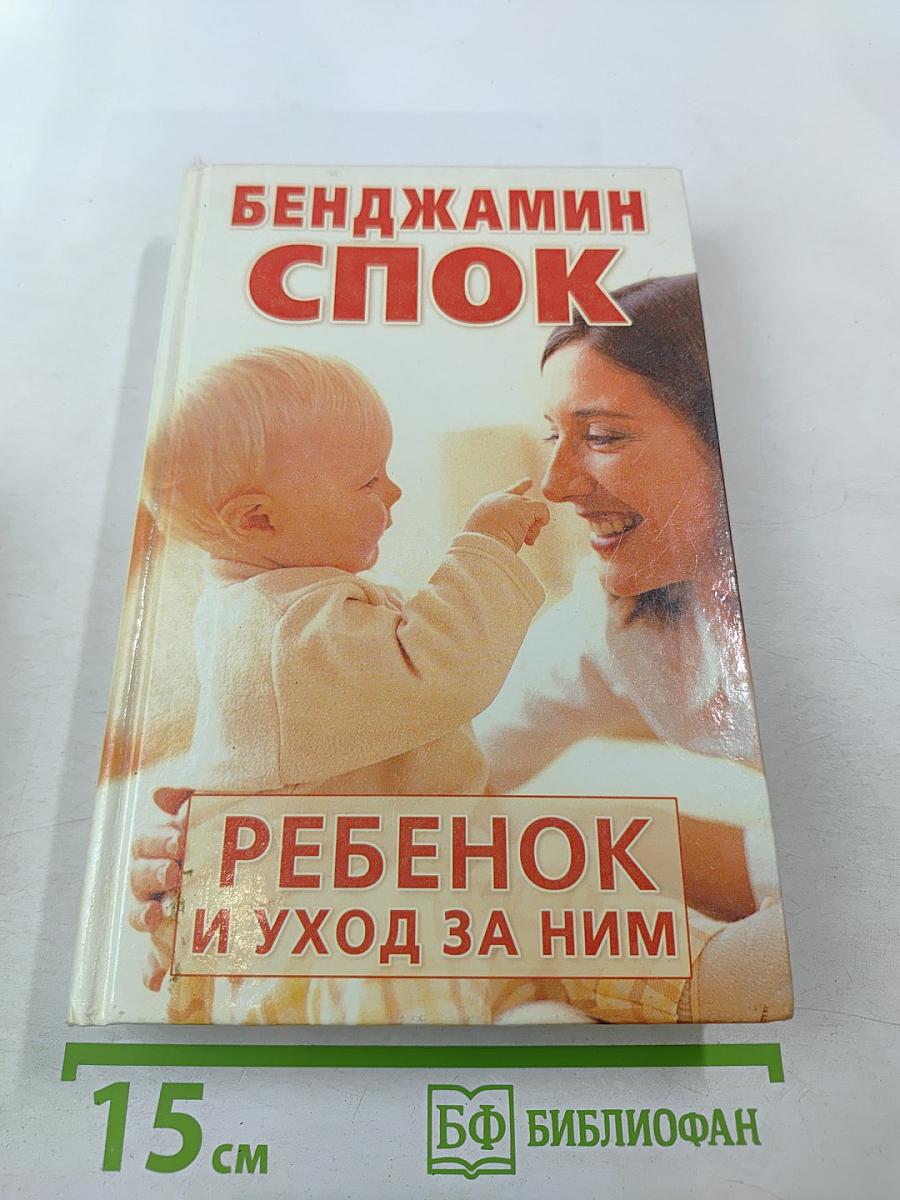 БЕНДЖАМИН
СПОК
РЕБЕНОК
И УХОД ЗА НИМ
15 см
БФ БИБЛИОФАН